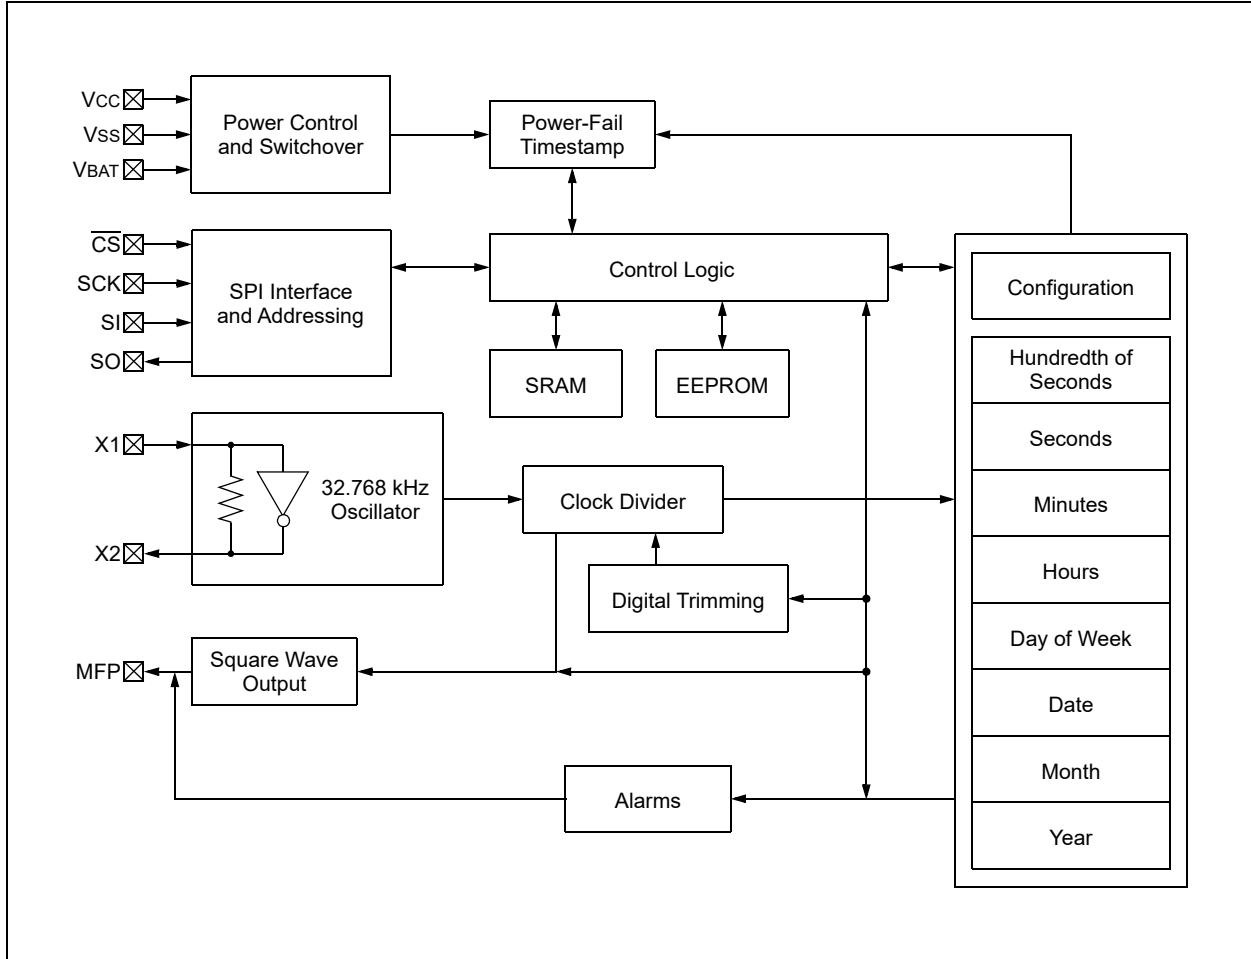 VCC
VSS
VBAT
Power Control
and Switchover
Power-Fail
Timestamp
CS
SCK
SI
SO
SPI Interface
and Addressing
Control Logic
SRAM
EEPROM
X1
X2
32.768 kHz
Oscillator
Clock Divider
Digital Trimming
MFP
Square Wave
Output
Alarms
Configuration
Hundredth of
Seconds
Seconds
Minutes
Hours
Day of Week
Date
Month
Year